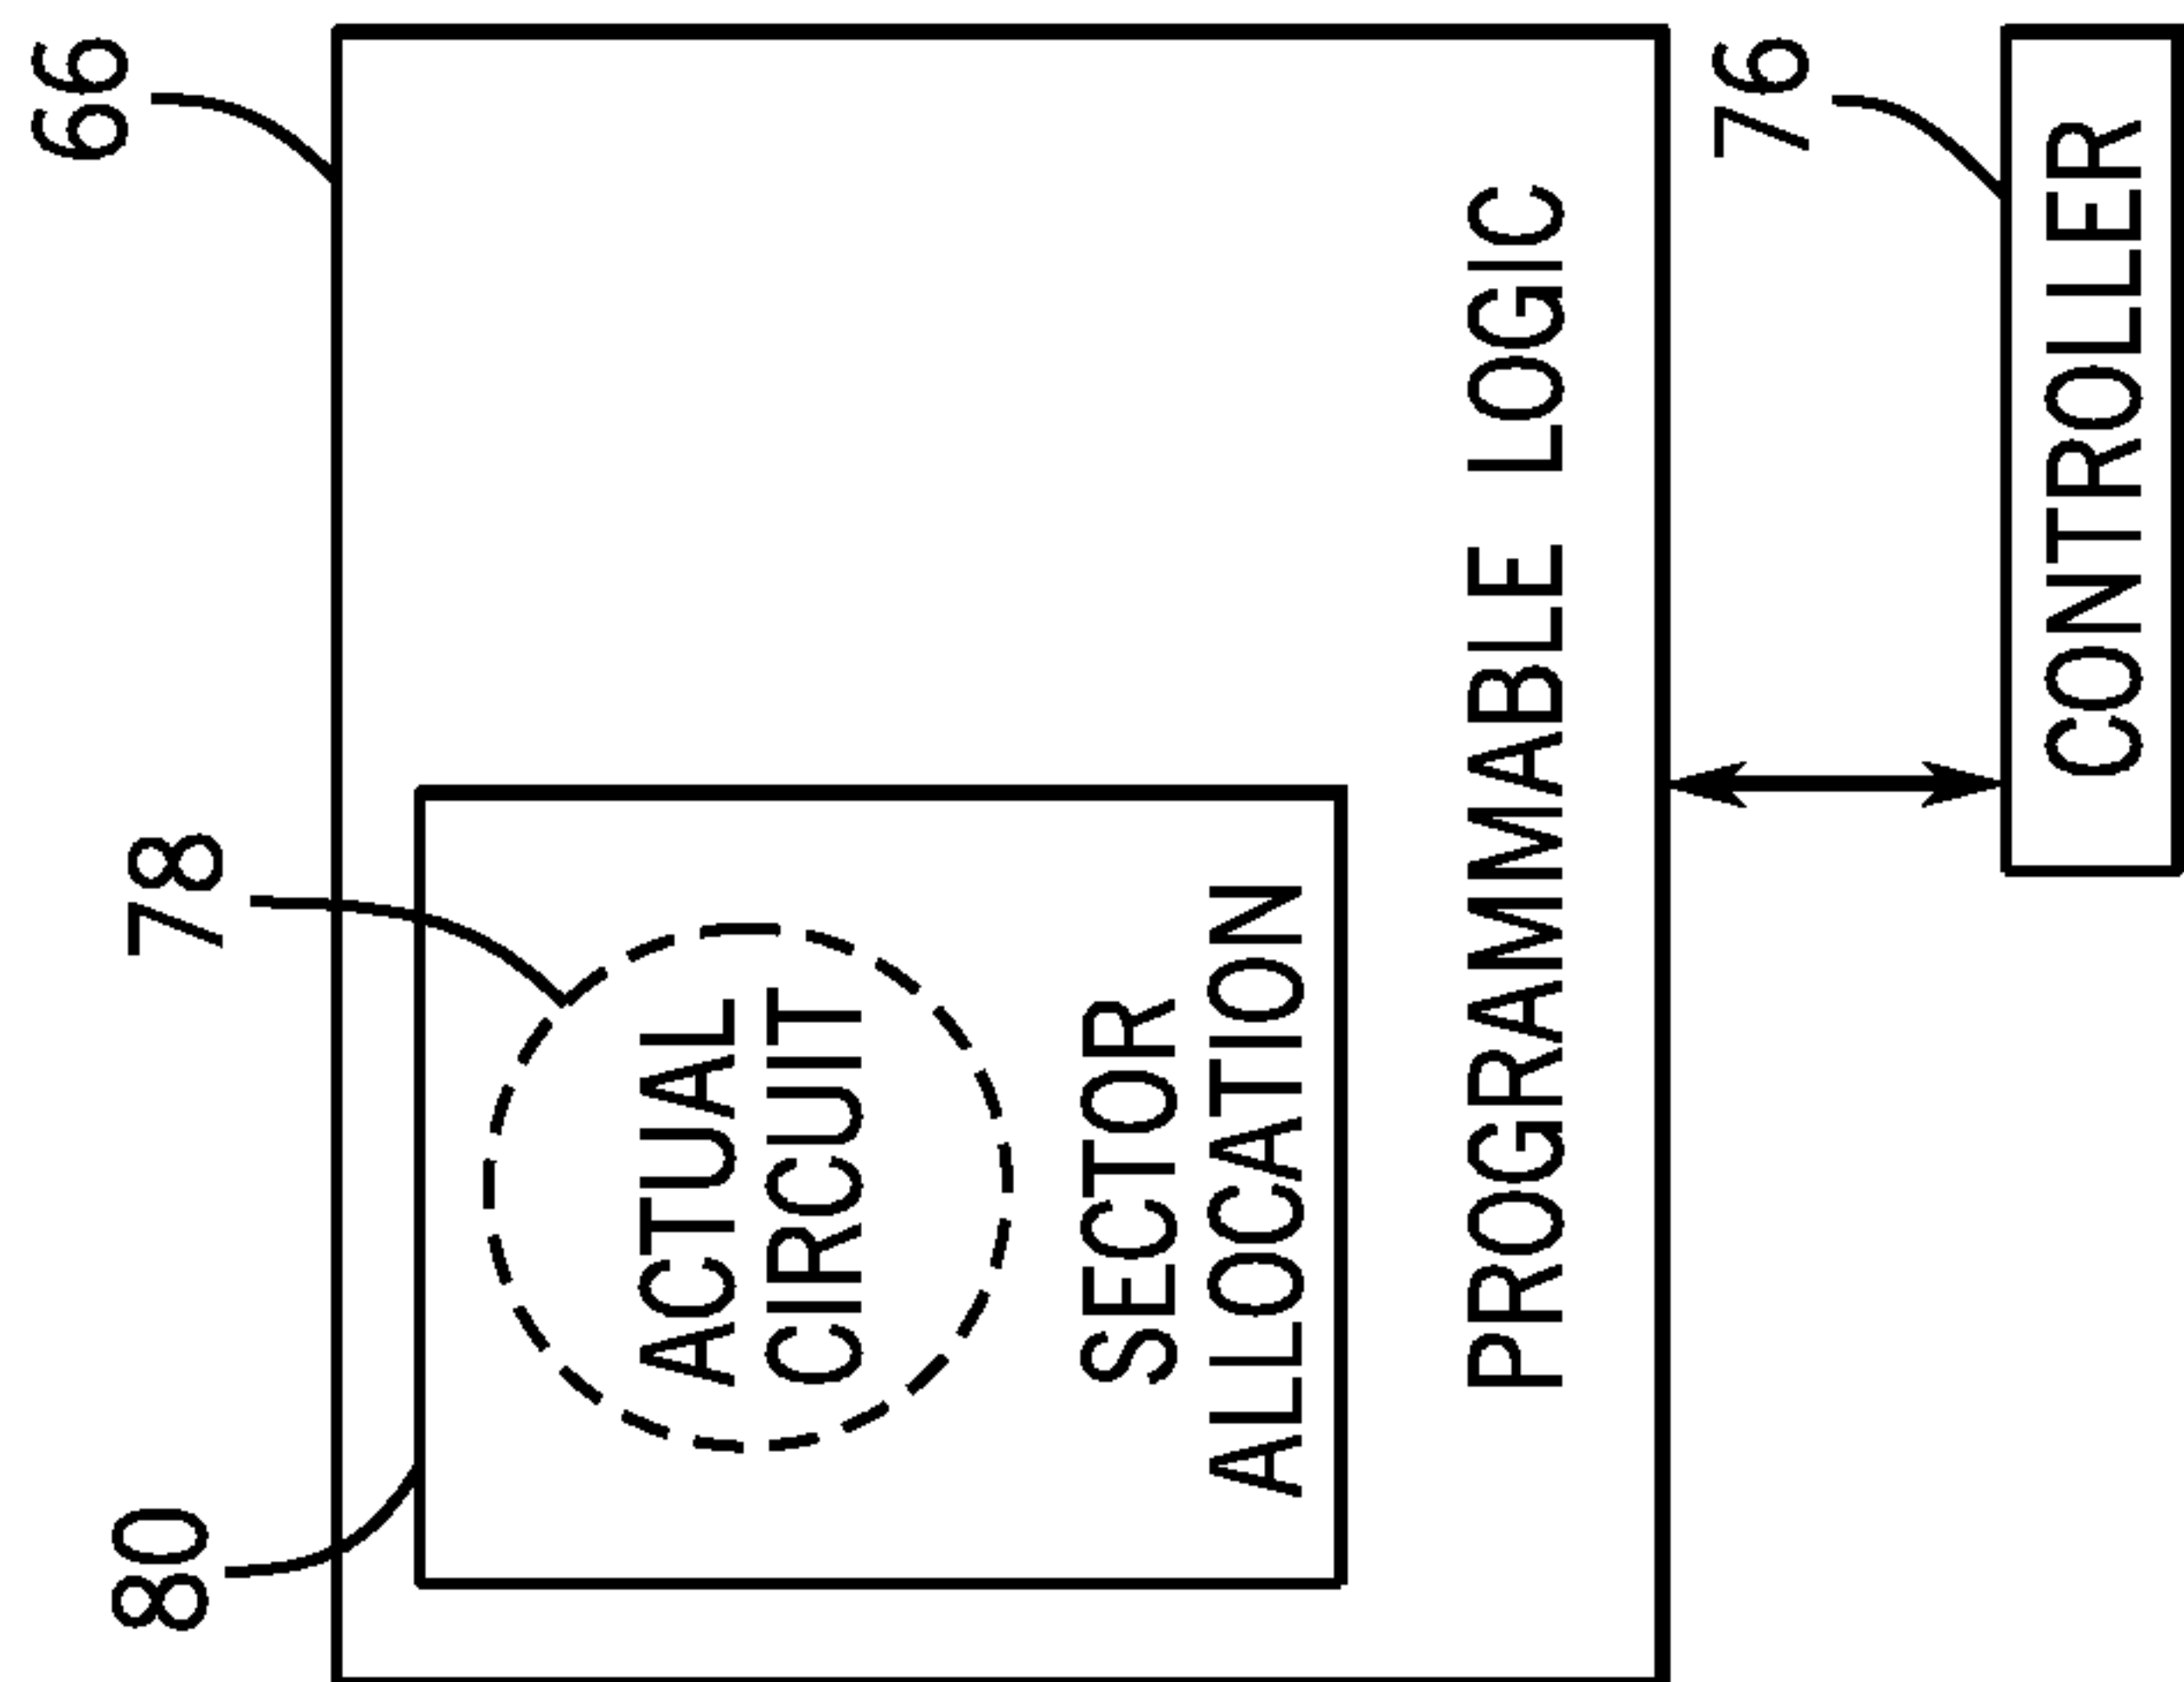 80
78
66
ACTUAL
CIRCUIT
SECTOR
ALLOCATION
PROGRAMMABLE LOGIC
76
CONTROLLER